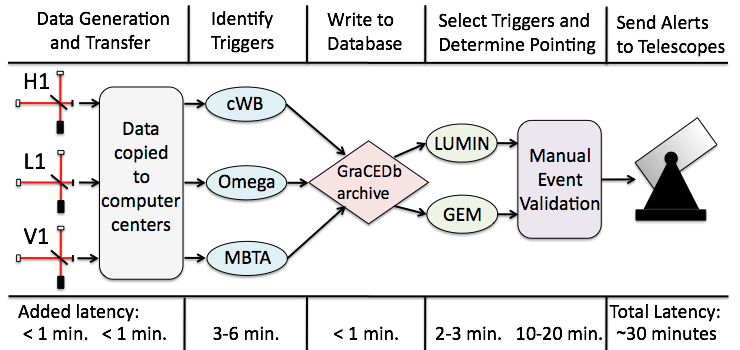 Data Generation
and Transfer
Identify
Triggers
Write to
Database
Select Triggers and
Determine Pointing
Send Alerts
to Telescopes
H1
L1
V1
Data
copied
to
computer
centers
cWB
Omega
MBTA
GraCEDb
archive
LUMIN
GEM
Manual
Event
Validation
Added latency:
< 1 min. < 1 min.
3-6 min.
< 1 min.
2-3 min. 10-20 min.
Total Latency:
~30 minutes